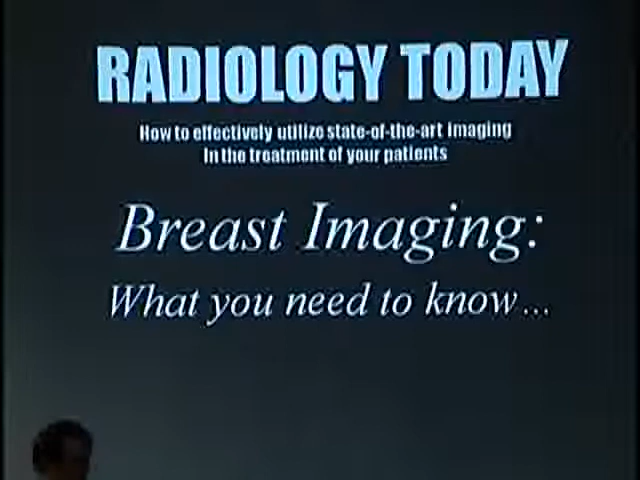 RADIOLOGY TODAY
How to effectively utilize state-of-the-art imaging
In the treatment of your patients
Breast Imaging:
What you need to know...